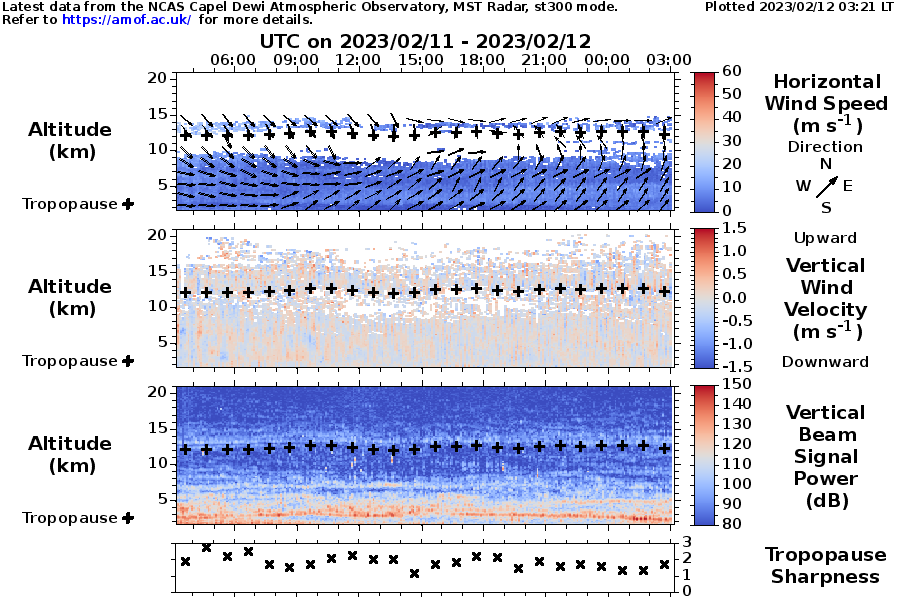 Latest data from the NCAS Capel Dewi Atmospheric Observatory, MST Radar, st300 mode. Plotted 2023/02/12 03:21 LT
Refer to https://amof.ac.uk/ for more details.
UTC on 2023/02/11 - 2023/02/12
06:00 09:00 12:00 15:00 18:00 21:00 00:00 03:00
20
15
10
5
Altitude
(km)
Tropopause +
60
50
40
30
20
10
0
Horizontal
Wind Speed
(m s-1)
Direction
N
W E
S
20
15
10
5
Altitude
(km)
Tropopause +
1.5
1.0
0.5
0.0
-0.5
-1.0
-1.5
Upward
Vertical
Wind
Velocity
(m s-1)
Downward
20
15
10
5
Altitude
(km)
Tropopause +
150
140
130
120
110
100
90
80
Vertical
Beam
Signal
Power
(dB)
3
2
1
0
Tropopause
Sharpness